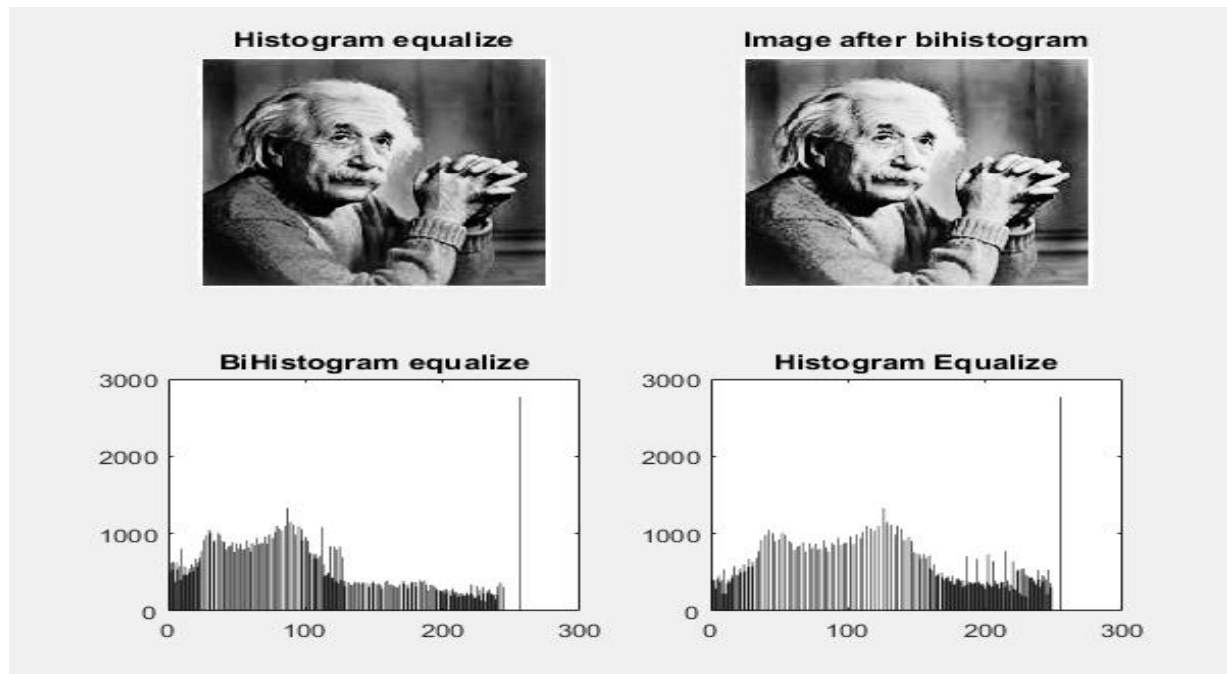 Histogram equalize
Image after bihistogram
BiHistogram equalize
3000
2000
1000
0
0 100 200 300
Histogram Equalize
3000
2000
1000
0
0 100 200 300